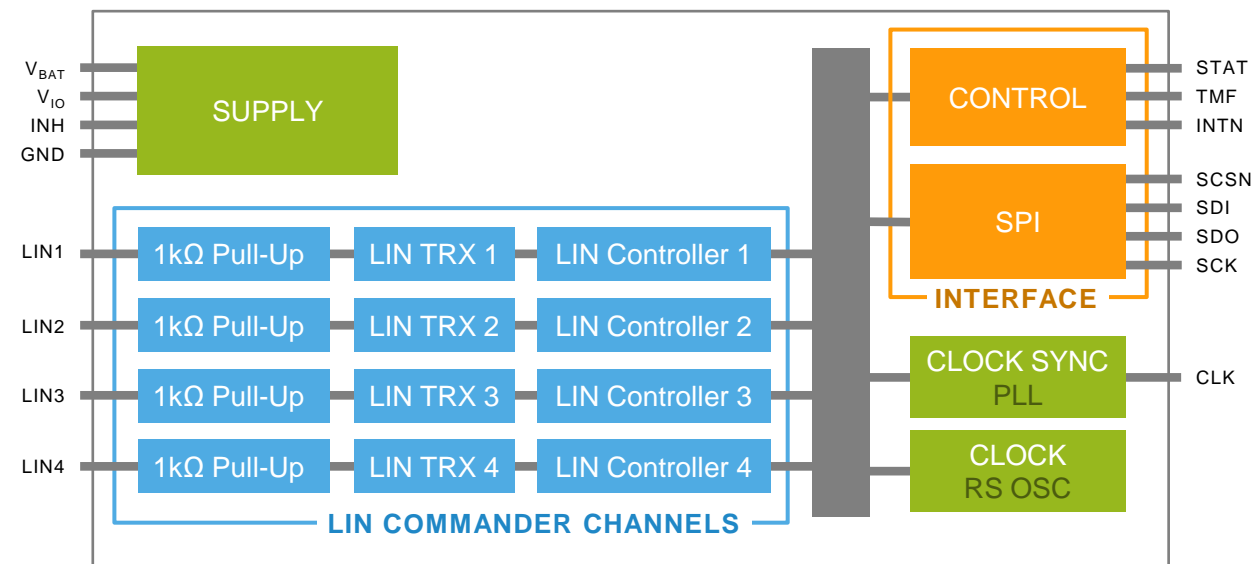 V_BAT
V_IO
INH
GND
SUPPLY
LIN1
1kΩ Pull-Up
LIN TRX 1
LIN Controller 1
LIN2
1kΩ Pull-Up
LIN TRX 2
LIN Controller 2
LIN3
1kΩ Pull-Up
LIN TRX 3
LIN Controller 3
LIN4
1kΩ Pull-Up
LIN TRX 4
LIN Controller 4
LIN COMMANDER CHANNELS
CONTROL
STAT
TMF
INTN
SPI
SCSN
SDI
SDO
SCK
INTERFACE
CLOCK SYNC
PLL
CLK
CLOCK
RS OSC